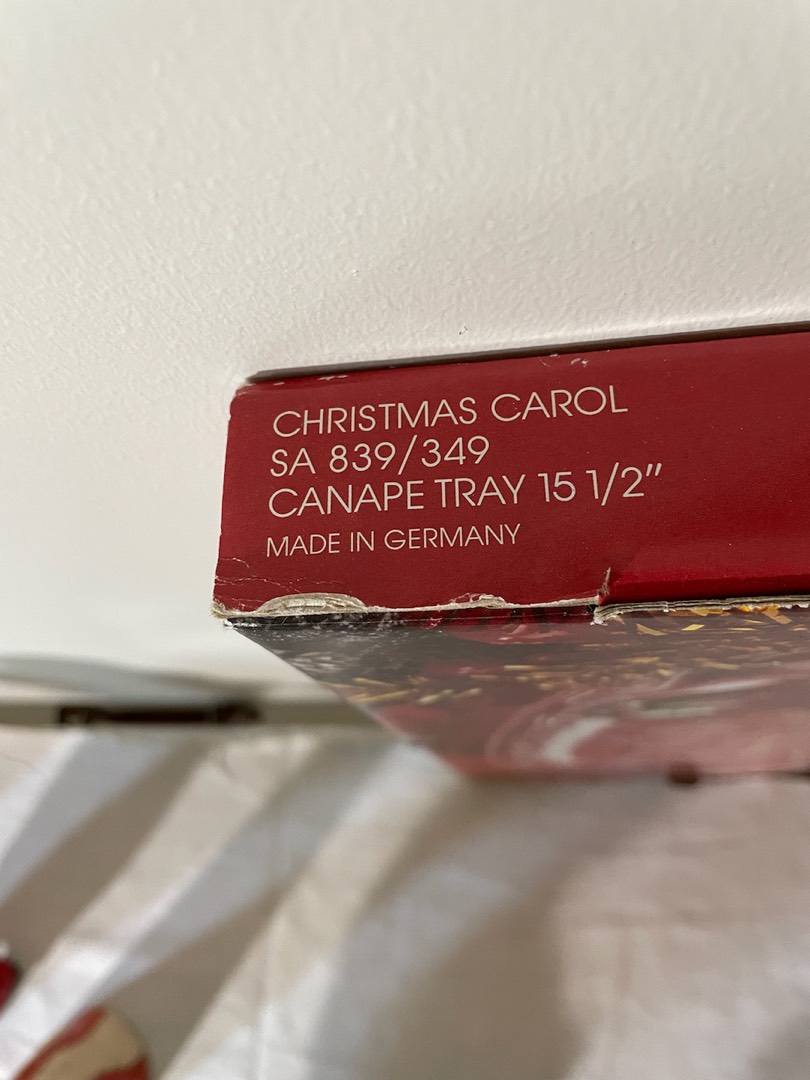 CHRISTMAS CAROL
SA 839/349
CANAPE TRAY 15 1/2"
MADE IN GERMANY